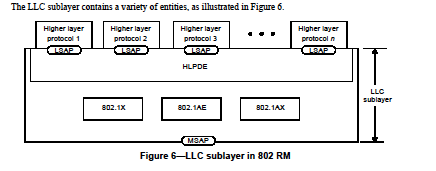 The LLC sublayer contains a variety of entities, as illustrated in Figure 6.
Higher layer protocol 1
Higher layer protocol 2
Higher layer protocol 3
• • •
Higher layer protocol n
LSAP
LSAP
LSAP
LSAP
HLPDE
LLC sublayer
802.1X
802.1AE
802.1AX
MSAP
Figure 6—LLC sublayer in 802 RM